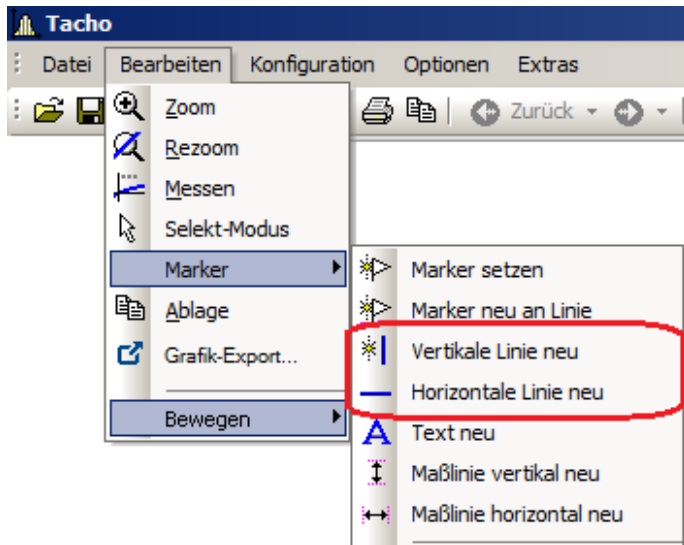 Tacho
Datei Bearbeiten Konfiguration Optionen Extras
Zurück
Zoom
Rezoom
Messen
Selekt-Modus
Marker
Ablage
Grafik-Export...
Bewegen
Marker setzen
Marker neu an Linie
Vertikale Linie neu
Horizontale Linie neu
A Text neu
Maßlinie vertikal neu
Maßlinie horizontal neu